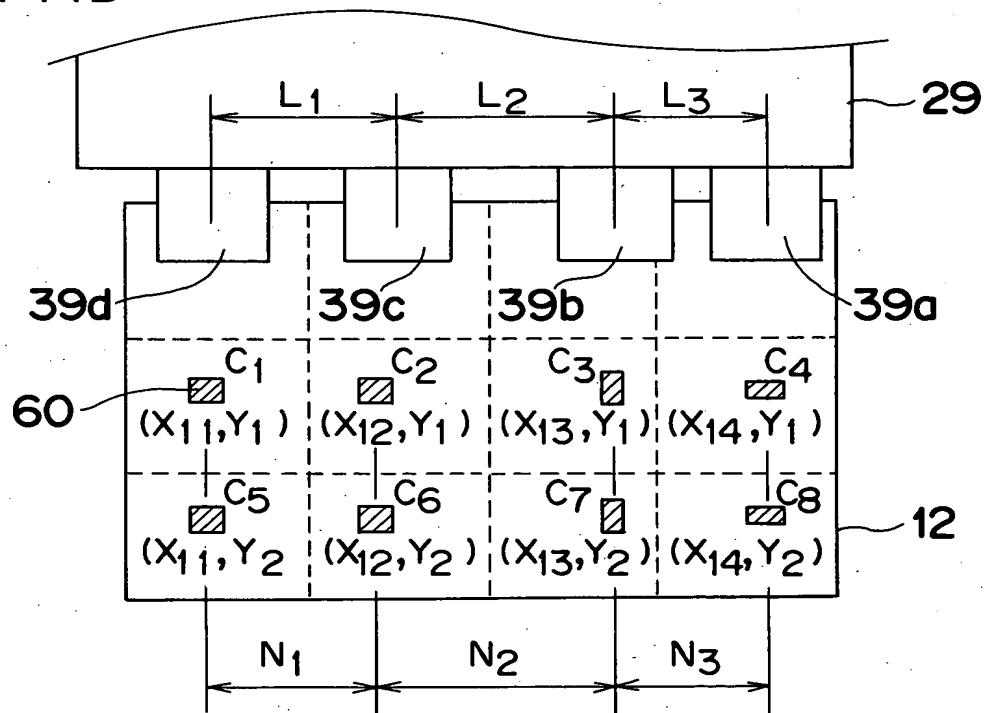 L1 L2 L3 29
39d 39c 39b 39a
C1 C2 C3 C4
60
(X11,Y1) (X12,Y1) (X13,Y1) (X14,Y1)
C5 C6 C7 C8
12
(X11,Y2) (X12,Y2) (X13,Y2) (X14,Y2)
N1 N2 N3